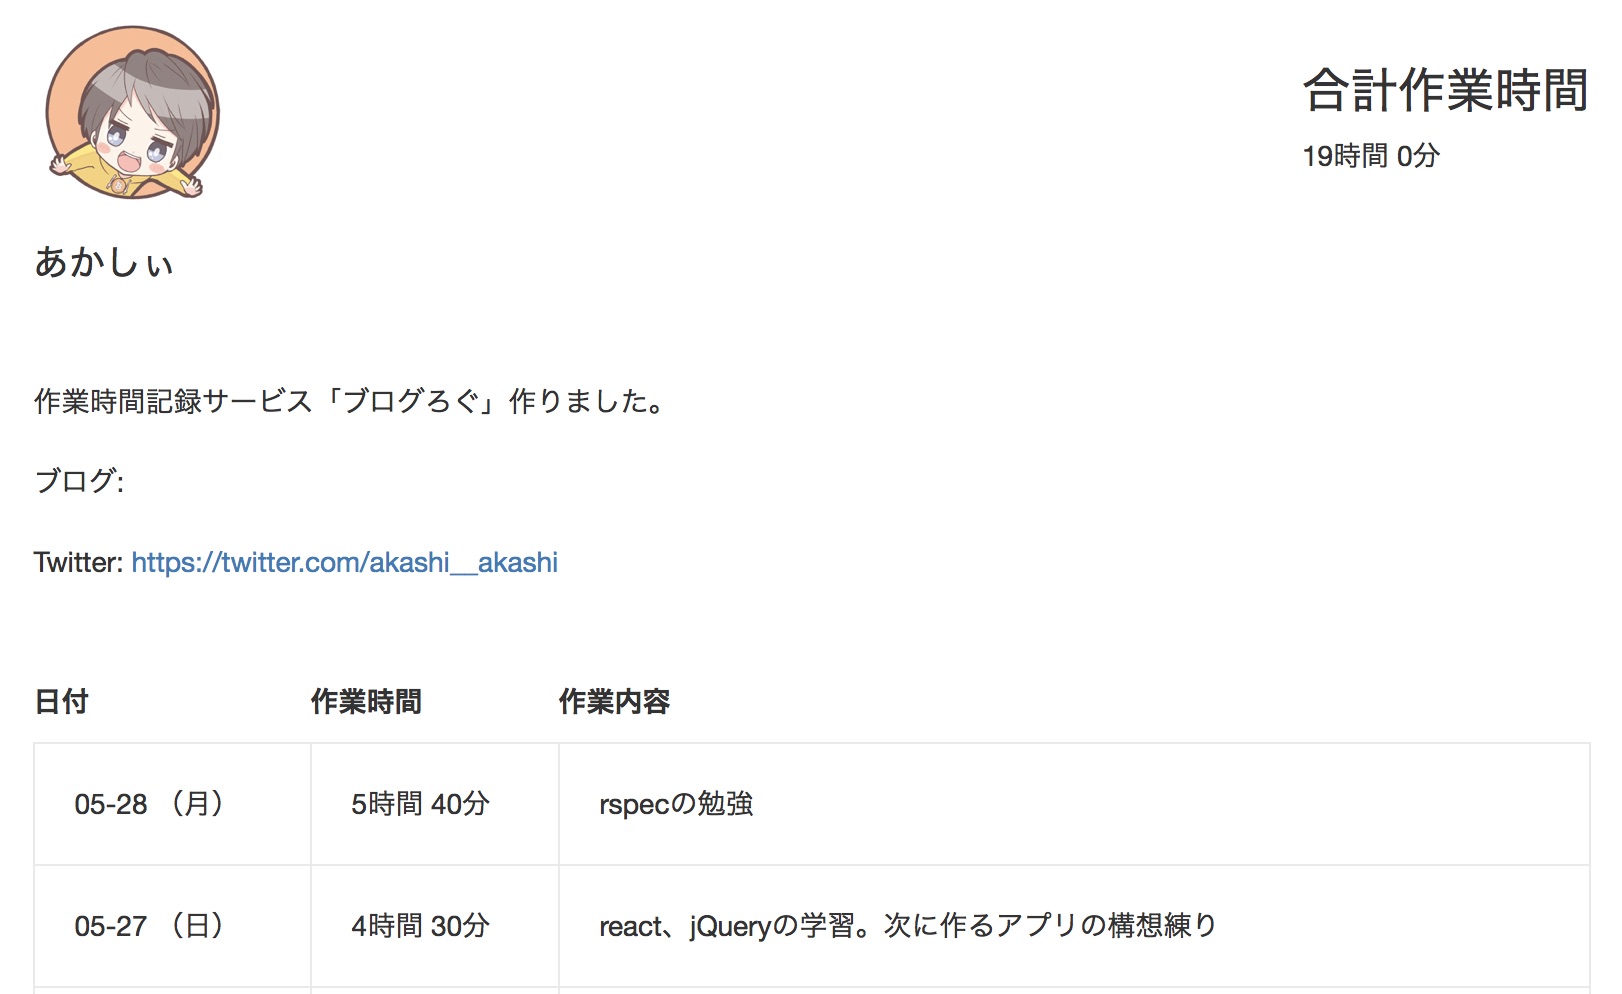 合計作業時間
19時間 0分
あかしぃ
作業時間記録サービス「ブログろぐ」作りました。
ブログ:
Twitter: https://twitter.com/akashi__akashi
日付 作業時間 作業内容
05-28 （月） 5時間 40分 rspecの勉強
05-27 （日） 4時間 30分 react、jQueryの学習。次に作るアプリの構想練り